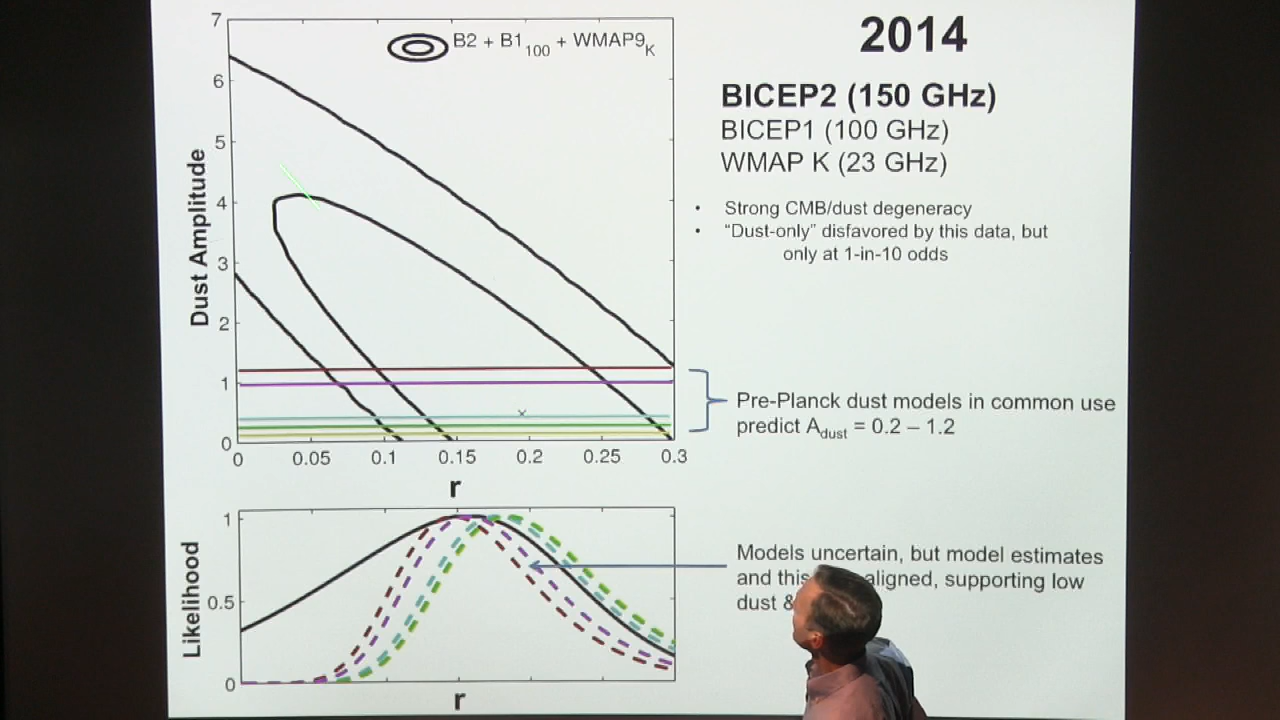 2014
B2 + B1100 + WMAP9K
BICEP2 (150 GHz)
BICEP1 (100 GHz)
WMAP K (23 GHz)
• Strong CMB/dust degeneracy
• “Dust-only” disfavored by this data, but
only at 1-in-10 odds
Dust Amplitude
7
6
5
4
3
2
1
0
0 0.05 0.1 0.15 0.2 0.25 0.3
r
Pre-Planck dust models in common use
predict Adust = 0.2 – 1.2
Likelihood
1
0.5
0
r
Models uncertain, but model estimates
and this aligned, supporting low
dust &